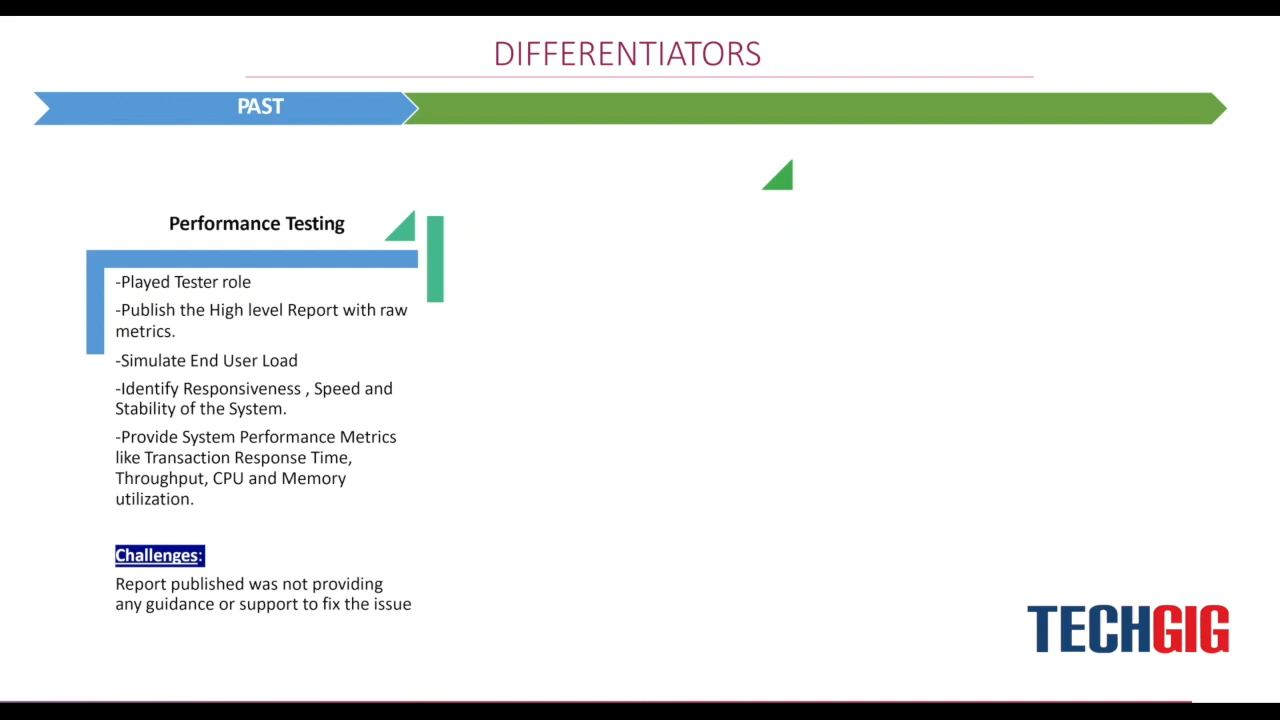 DIFFERENTIATORS
PAST
Performance Testing
-Played Tester role
-Publish the High level Report with raw
metrics.
-Simulate End User Load
-Identify Responsiveness , Speed and
Stability of the System.
-Provide System Performance Metrics
like Transaction Response Time,
Throughput, CPU and Memory
utilization.
Challenges:
Report published was not providing
any guidance or support to fix the issue
TECHGIG